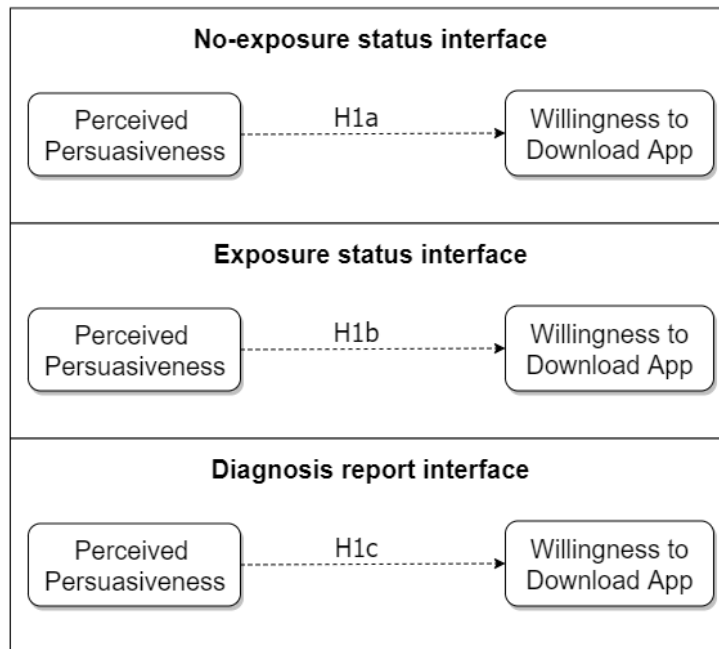 No-exposure status interface
Perceived
Persuasiveness
H1a
Willingness to
Download App
Exposure status interface
Perceived
Persuasiveness
H1b
Willingness to
Download App
Diagnosis report interface
Perceived
Persuasiveness
H1c
Willingness to
Download App